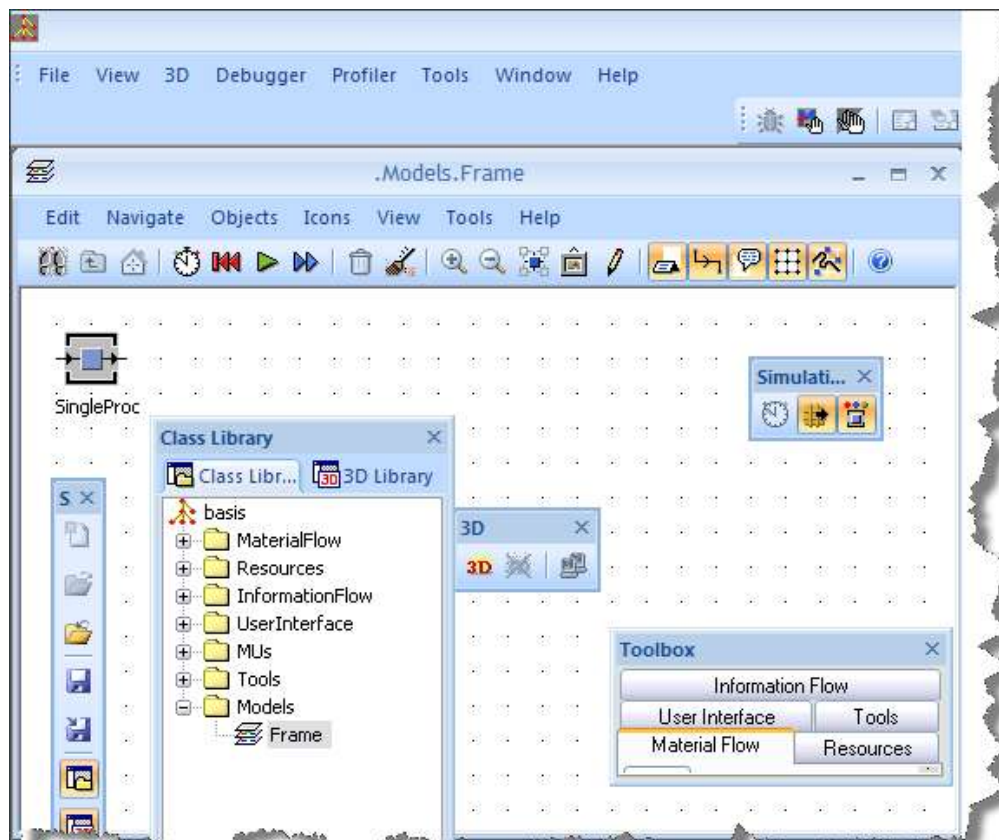 File View 3D Debugger Profiler Tools Window Help
.Models.Frame
Edit Navigate Objects Icons View Tools Help
SingleProc
Simulati...
Class Library
Class Libr... 3D Library
S
basis
MaterialFlow
Resources
InformationFlow
UserInterface
MUs
Tools
Models
Frame
3D
3D
Toolbox
Information Flow
User Interface Tools
Material Flow Resources